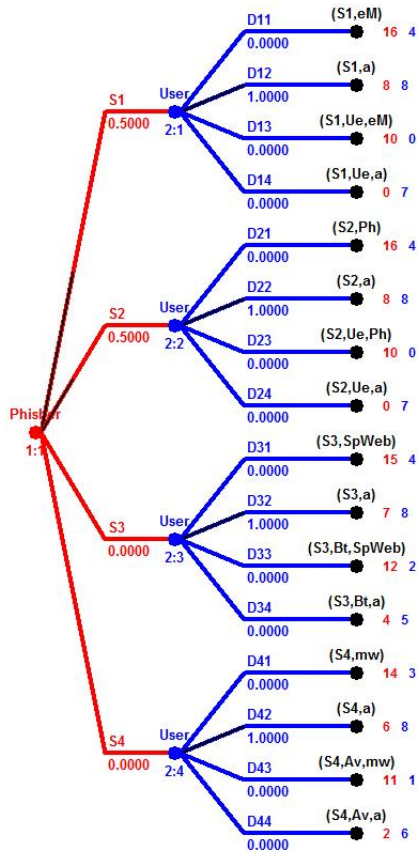 D11 (S1,eM)
0.0000 16 4
D12 (S1,a)
S1 User 1.0000 8 8
0.5000 2:1 D13 (S1,Ue,eM)
0.0000 10 0
D14 (S1,Ue,a)
0.0000 0 7
D21 (S2,Ph)
0.0000 16 4
D22 (S2,a)
S2 User 1.0000 8 8
0.5000 2:2 D23 (S2,Ue,Ph)
0.0000 10 0
D24 (S2,Ue,a)
0.0000 0 7
Phisher
1:1
D31 (S3,SpWeb)
0.0000 15 4
D32 (S3,a)
S3 User 1.0000 7 8
0.0000 2:3 D33 (S3,Bt,SpWeb)
0.0000 12 2
D34 (S3,Bt,a)
0.0000 4 5
D41 (S4,mw)
0.0000 14 3
D42 (S4,a)
S4 User 1.0000 6 8
0.0000 2:4 D43 (S4,Av,mw)
0.0000 11 1
D44 (S4,Av,a)
0.0000 2 6